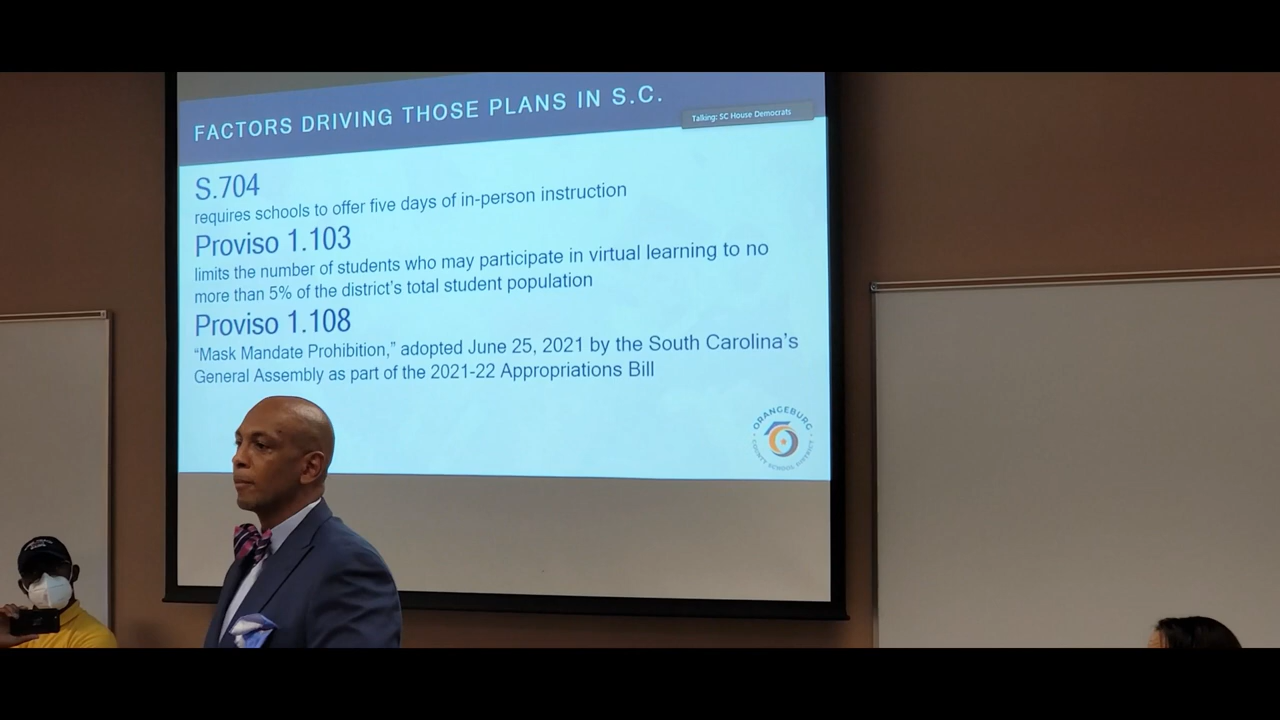 FACTORS DRIVING THOSE PLANS IN S.C.
Talking: SC House Democrats
S.704
requires schools to offer five days of in-person instruction
Proviso 1.103
limits the number of students who may participate in virtual learning to no
more than 5% of the district's total student population
Proviso 1.108
“Mask Mandate Prohibition,” adopted June 25, 2021 by the South Carolina's
General Assembly as part of the 2021-22 Appropriations Bill
ORANGEBURG
COUNTY SCHOOL DISTRICT